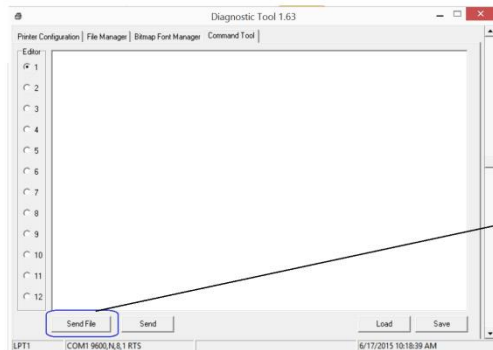 Diagnostic Tool 1.63
Printer Configuration | File Manager | Bitmap Font Manager | Command Tool |
Editor
1
2
3
4
5
6
7
8
9
10
11
12
Send File Send Load Save
LPT1 COM1 9600,N,8,1 RTS 6/17/2015 10:18:39 AM